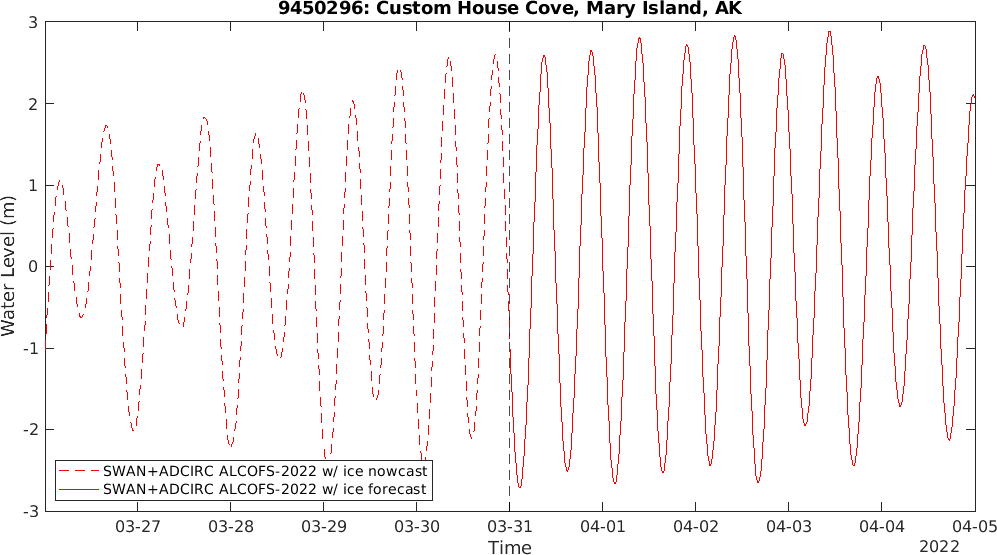 9450296: Custom House Cove, Mary Island, AK
3
2
1
0
-1
-2
-3
Water Level (m)
SWAN+ADCIRC ALCOFS-2022 w/ ice nowcast
SWAN+ADCIRC ALCOFS-2022 w/ ice forecast
03-27 03-28 03-29 03-30 03-31 04-01 04-02 04-03 04-04 04-05
Time
2022